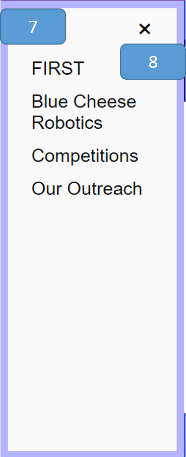 7
×
8
FIRST
Blue Cheese
Robotics
Competitions
Our Outreach